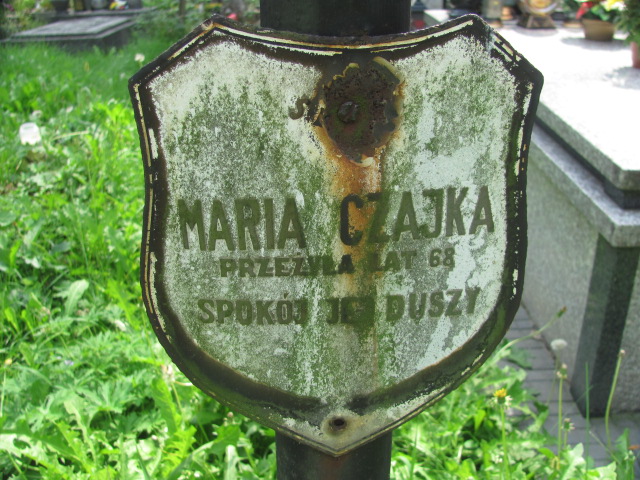 MARIA CZAJKA
PRZEŻYŁA LAT 68
SPOKÓJ JEJ DUSZY